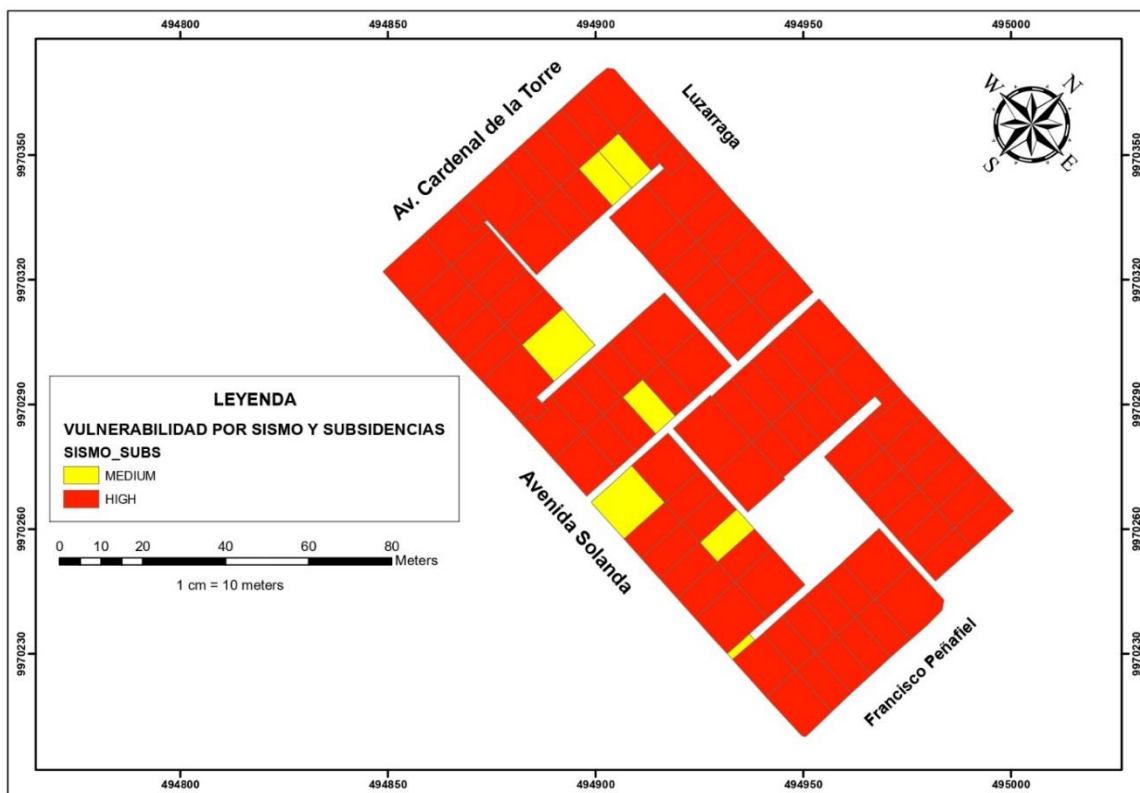 494800 494850 494900 494950 495000
Av. Cardenal de la Torre
Luzarraga
N
W
E
S
9970350 9970350
9970320 9970320
9970290 9970290
LEYENDA
VULNERABILIDAD POR SISMO Y SUBSIDENCIAS
SISMO_SUBS
MEDIUM
HIGH
Avenida Solanda
9970260 9970260
0 10 20 40 60 80
Meters
1 cm = 10 meters
9970230 9970230
Francisco Peñafiel
494800 494850 494900 494950 495000